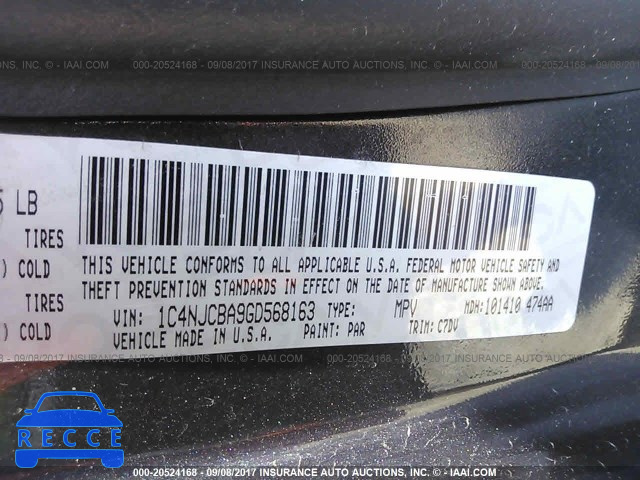 000-20524168 - 09/08/2017 INSURANCE AUTO AUCTIONS, INC. - © IAAI.COM
LB
TIRES
COLD
TIRES
COLD
THIS VEHICLE CONFORMS TO ALL APPLICABLE U.S.A. FEDERAL MOTOR VEHICLE SAFETY AND
THEFT PREVENTION STANDARDS IN EFFECT ON THE DATE OF MANUFACTURE SHOWN ABOVE.
VIN: 1C4NJCBA9GD568163 TYPE: MPV MDH: 101410 474AA
VEHICLE MADE IN U.S.A. PAINT: PAR TRIM: C7DV
000-20524168 - 09/08/2017 INSURANCE AUTO AUCTIONS, INC. - © IAAI.COM
RECCE
000-20524168 - 09/08/2017 INSURANCE AUTO AUCTIONS, INC. - © IAAI.COM